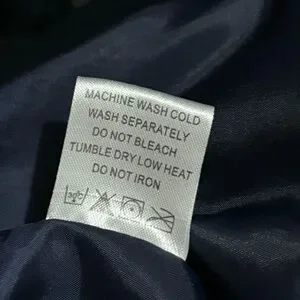 MACHINE WASH COLD
WASH SEPARATELY
DO NOT BLEACH
TUMBLE DRY LOW HEAT
DO NOT IRON